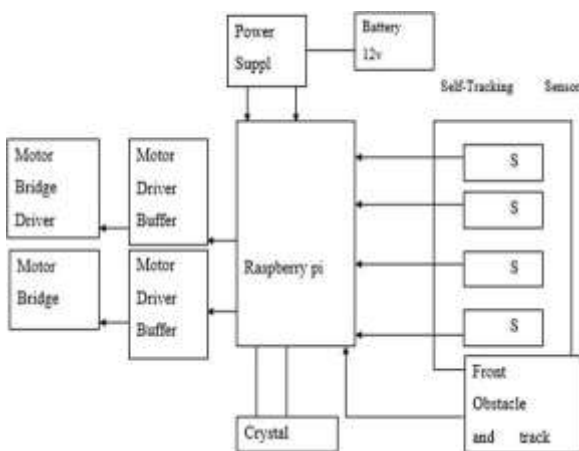 Power
Suppl
Battery
12v
Self-Tracking Sensor
Motor
Bridge
Driver
Motor
Driver
Buffer
S
S
S
S
Raspberry pi
Motor
Bridge
Motor
Driver
Buffer
Front
Obstacle
and track
Crystal